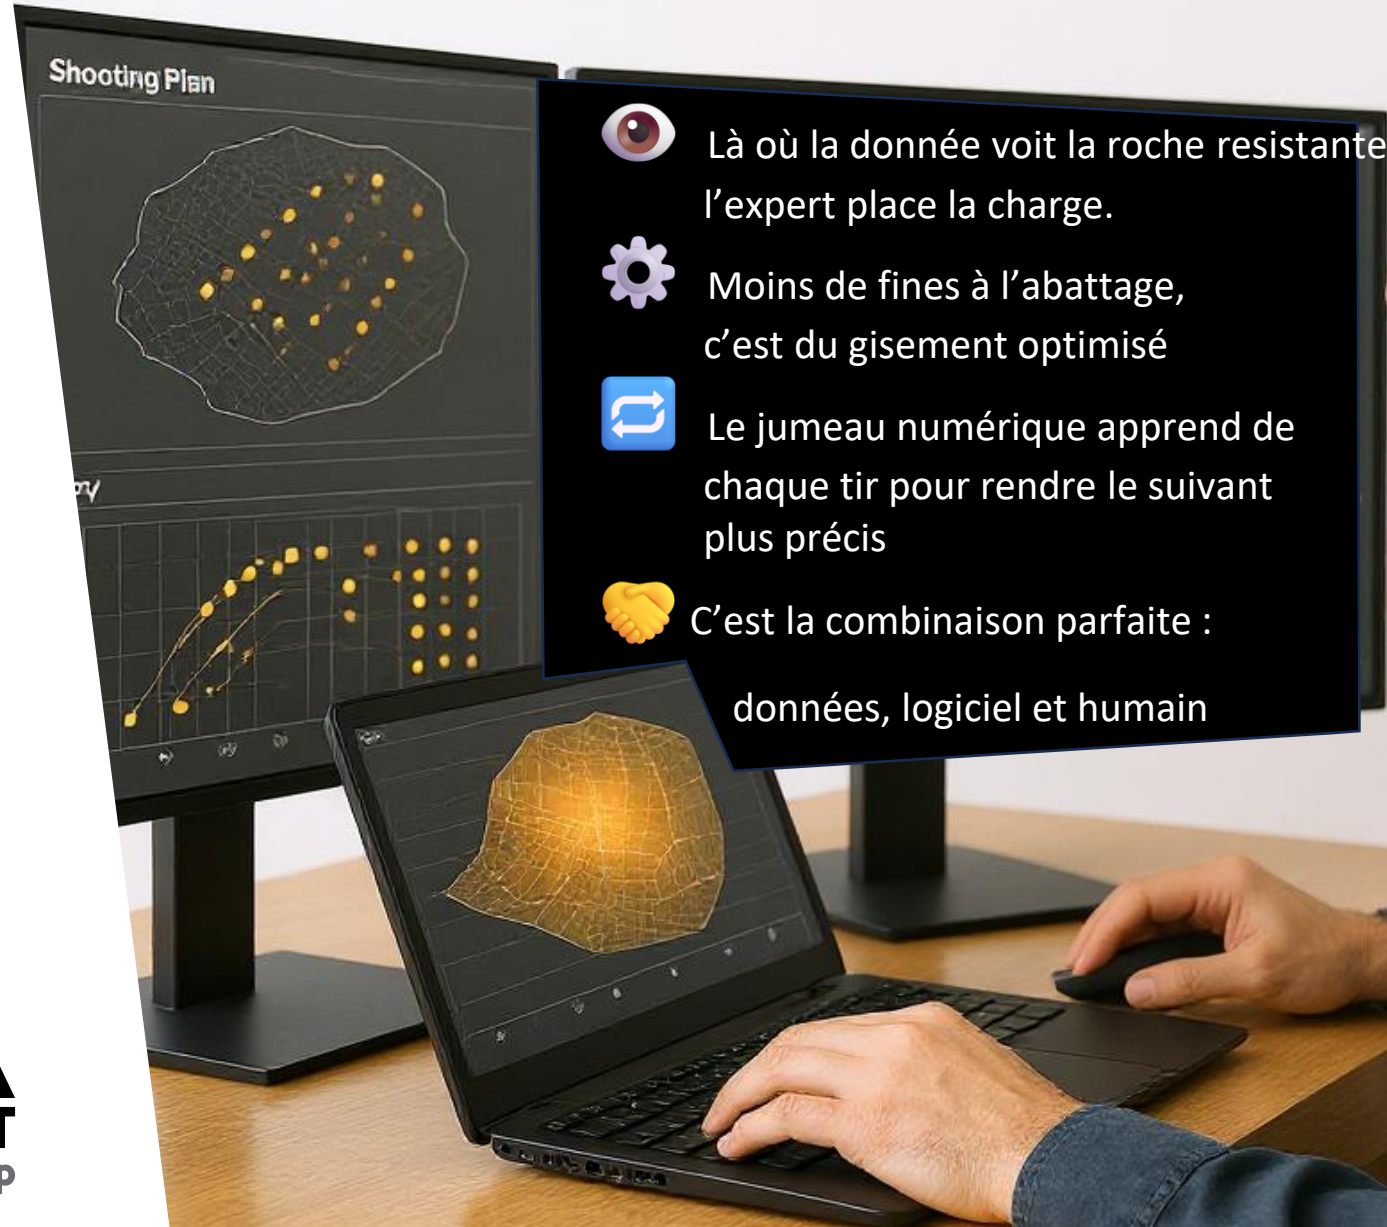 Shooting Plan
Là où la donnée voit la roche resistante
l’expert place la charge.
Moins de fines à l’abattage,
c’est du gisement optimisé
Le jumeau numérique apprend de
chaque tir pour rendre le suivant
plus précis
C’est la combinaison parfaite :
données, logiciel et humain